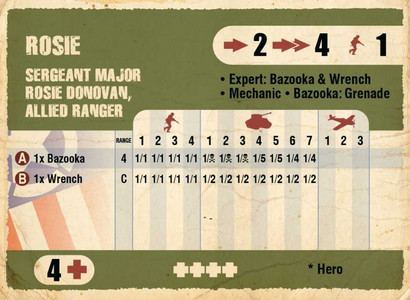 ROSIE
2 4 1
SERGEANT MAJOR
ROSIE DONOVAN,
ALLIED RANGER
• Expert: Bazooka & Wrench
• Mechanic • Bazooka: Grenade
RANGE 1 2 3 4 1 2 3 4 5 6 7 1 2 3
A 1x Bazooka 4 1/1 1/1 1/1 1/1 1/ 1/ 1/ 1/5 1/5 1/4 1/4
B 1x Wrench C 1/1 1/1 1/1 1/1 1/2 1/2 1/2 1/2 1/2 1/2 1/2
4
* Hero